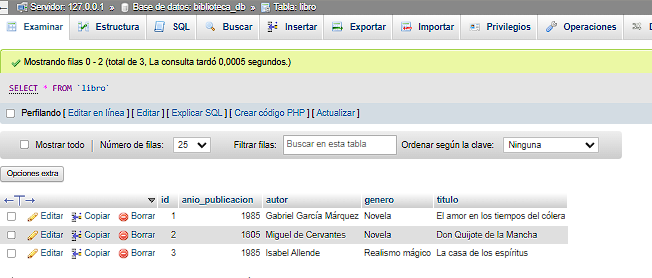 Servidor: 127.0.0.1 » Base de datos: biblioteca_db » Tabla: libro
Examinar Estructura SQL Buscar Insertar Exportar Importar Privilegios Operaciones
Mostrando filas 0 - 2 (total de 3, La consulta tardó 0,0005 segundos.)
SELECT * FROM `libro`
Perfilando [ Editar en línea ] [ Editar ] [ Explicar SQL ] [ Crear código PHP ] [ Actualizar ]
Mostrar todo | Número de filas: 25 Filtrar filas: Buscar en esta tabla Ordenar según la clave: Ninguna
Opciones extra
←T→ id anio_publicacion autor genero titulo
Editar Copiar Borrar 1 1985 Gabriel García Márquez Novela El amor en los tiempos del cólera
Editar Copiar Borrar 2 1605 Miguel de Cervantes Novela Don Quijote de la Mancha
Editar Copiar Borrar 3 1985 Isabel Allende Realismo mágico La casa de los espíritus